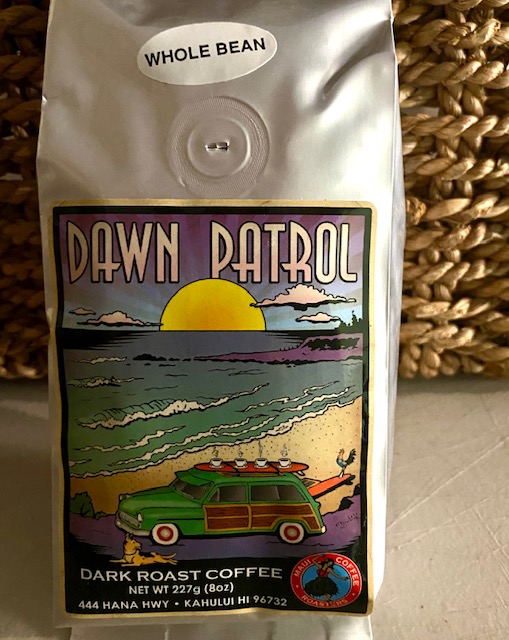 WHOLE BEAN
DAWN PATROL
DARK ROAST COFFEE
NET WT 227g (8oz)
444 HANA HWY • KAHULUI HI 96732
MAUI COFFEE
ROASTERS